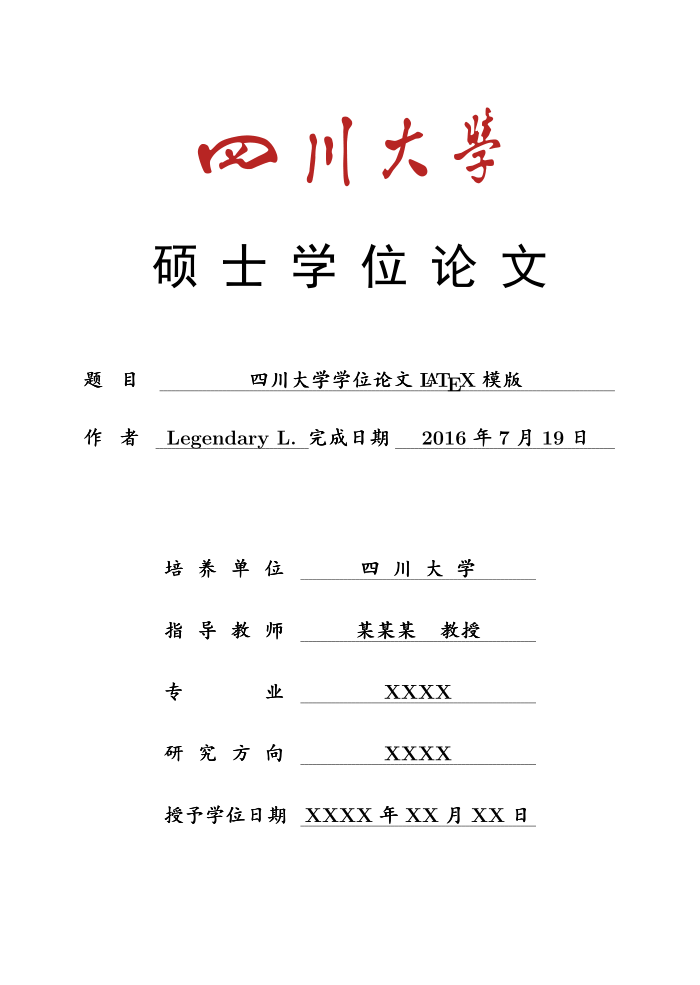 四川大學
硕士学位论文
题 目 四川大学学位论文 LATEX 模版
作 者 Legendary L. 完成日期 2016 年 7 月 19 日
培 养 单 位 四 川 大 学
指 导 教 师 某某某 教授
专 业 XXXX
研 究 方 向 XXXX
授予学位日期 XXXX 年 XX 月 XX 日